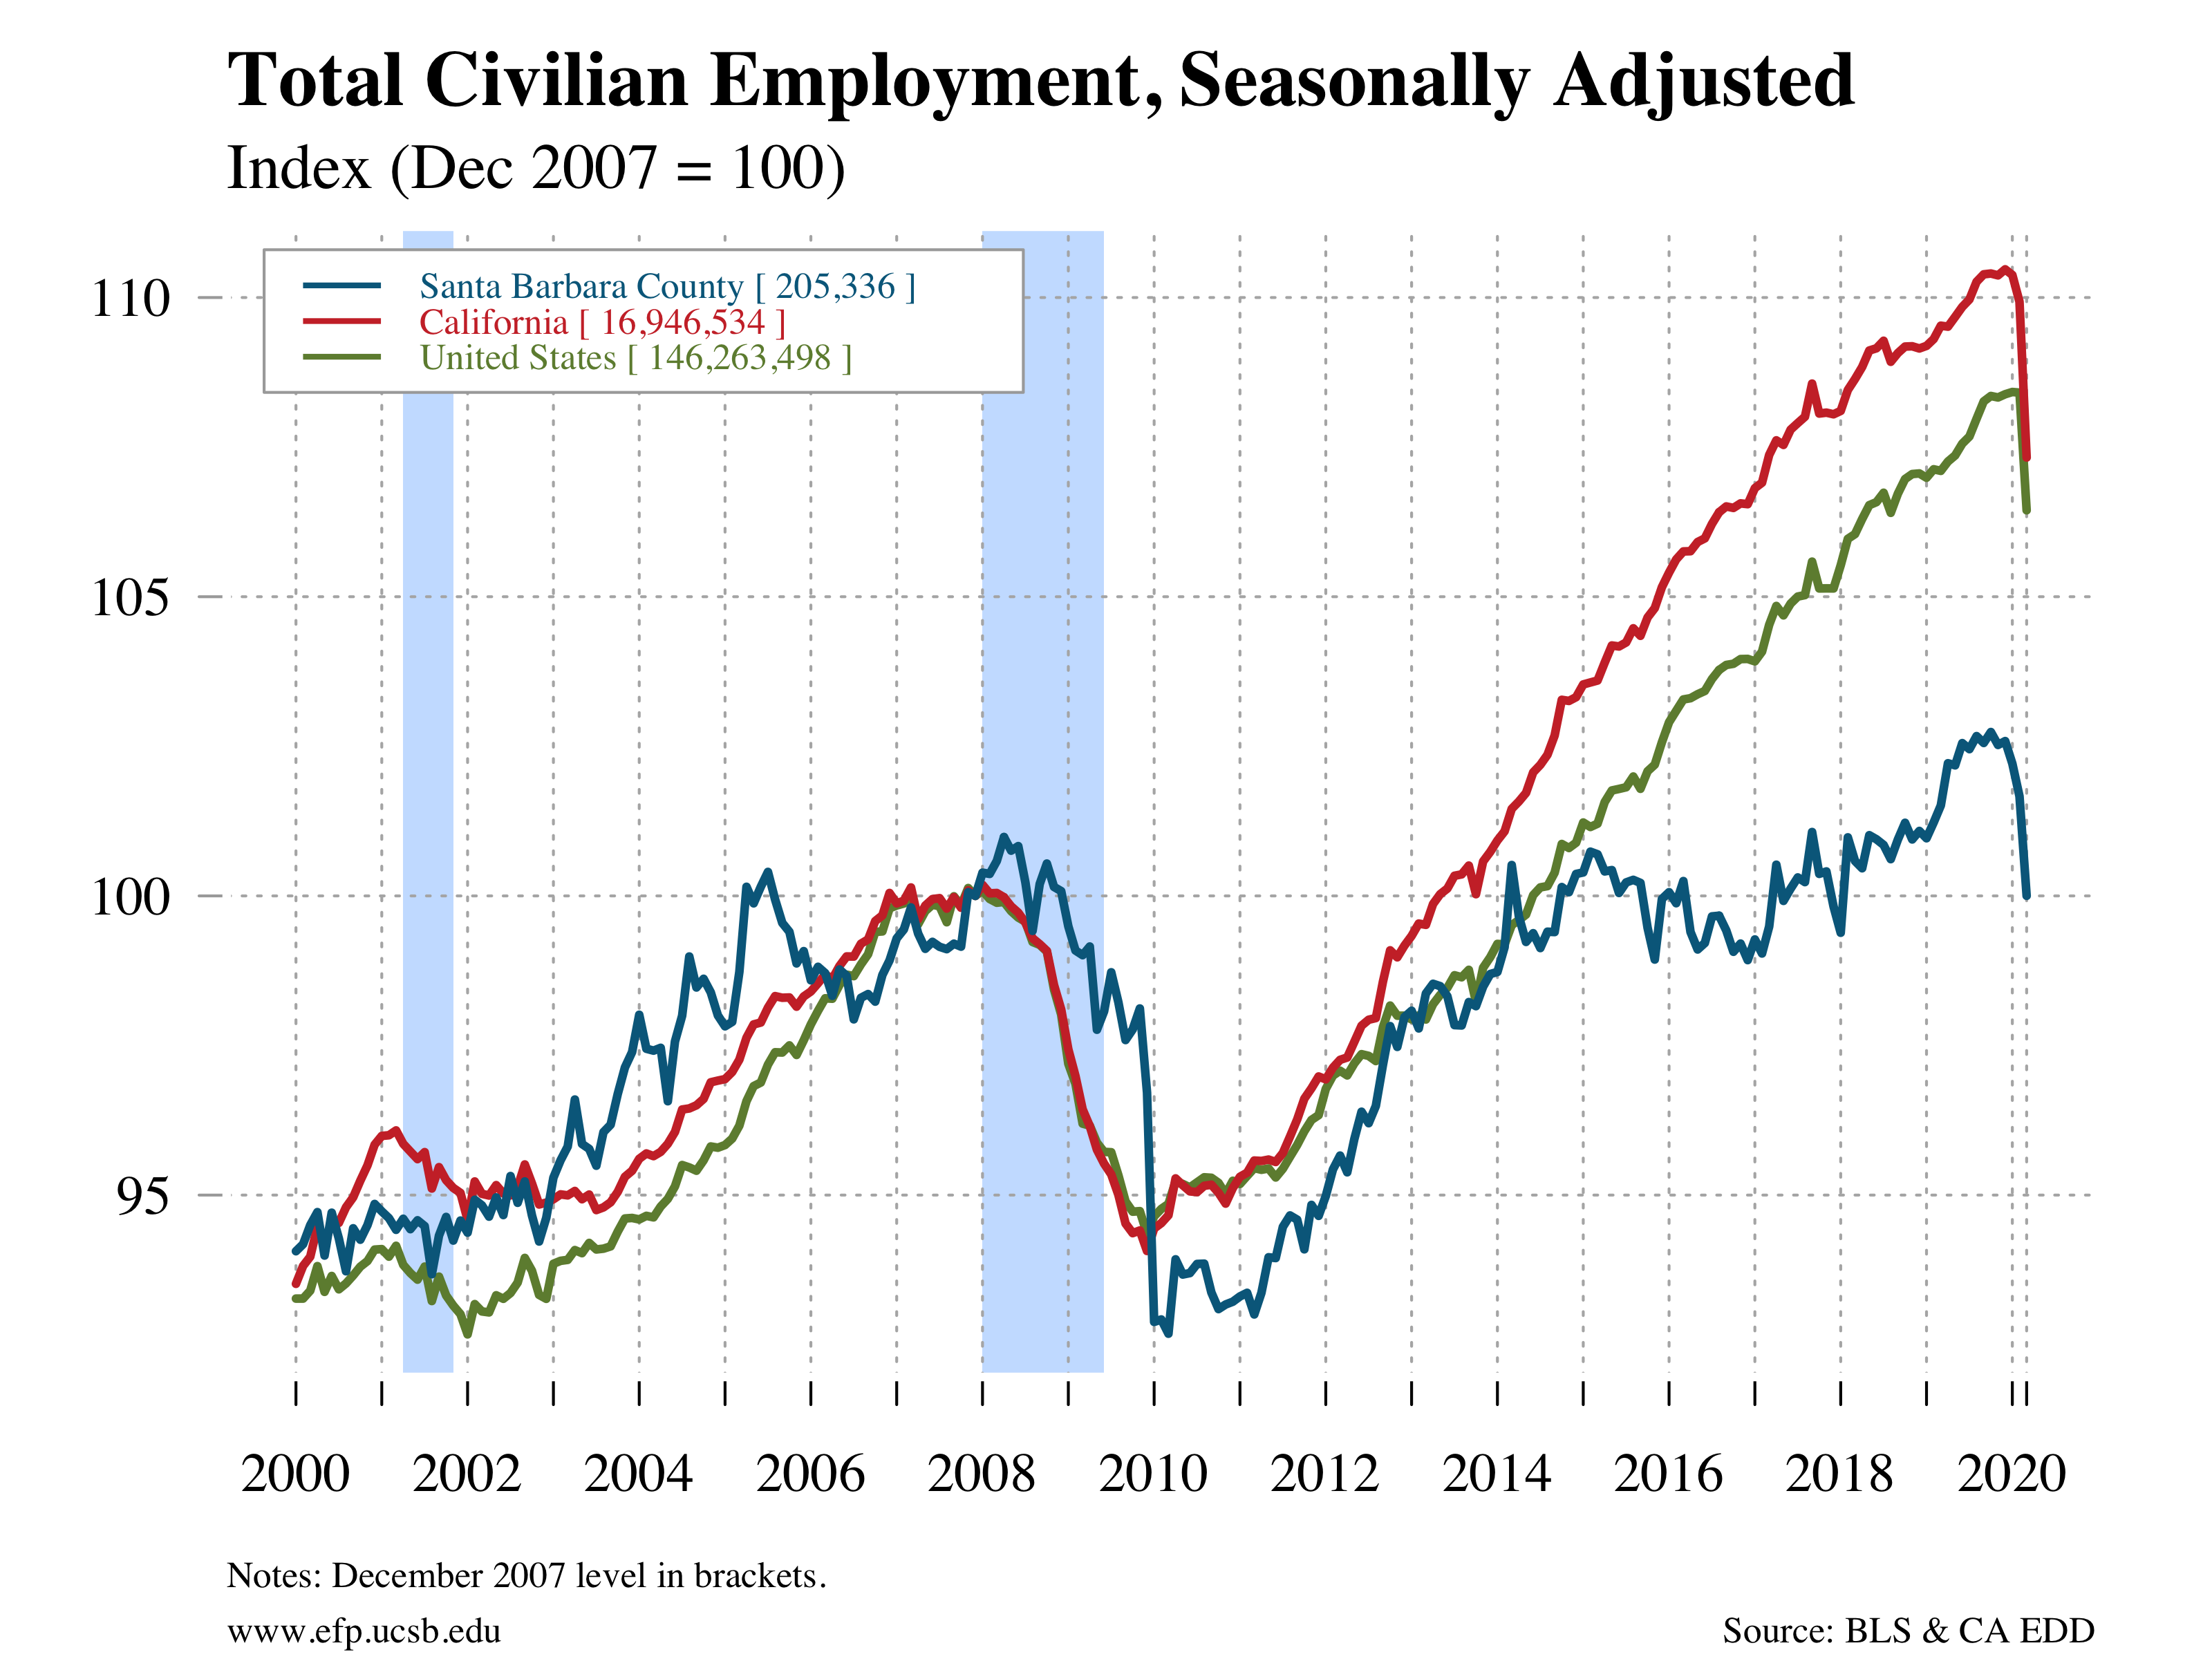 Total Civilian Employment, Seasonally Adjusted
Index (Dec 2007 = 100)
Santa Barbara County [ 205,336 ]
California [ 16,946,534 ]
United States [ 146,263,498 ]
110
105
100
95
2000 2002 2004 2006 2008 2010 2012 2014 2016 2018 2020
Notes: December 2007 level in brackets.
www.efp.ucsb.edu
Source: BLS & CA EDD